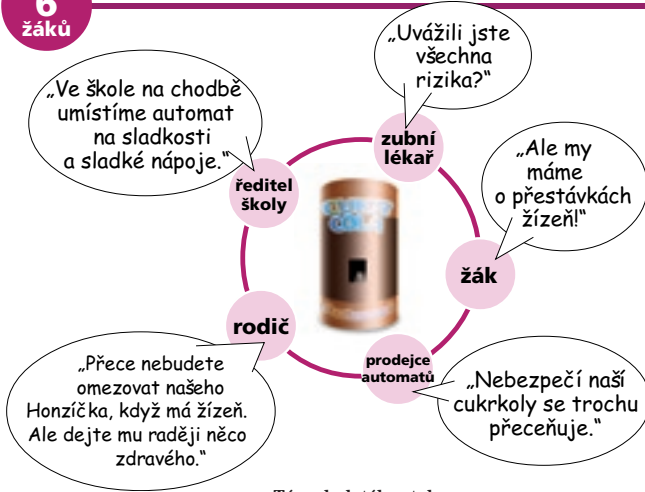 6
žáků
„Uvážili jste
všechna
rizika?“
„Ve škole na chodbě
umístíme automat
na sladkosti
a sladké nápoje.“
zubní
lékař
„Ale my
máme
o přestávkách
žízeň!“
ředitel
školy
žák
rodič
prodejce
automatů
„Přece nebudete
omezovat našeho
Honzíčka, když má žízeň.
Ale dejte mu raději něco
zdravého.“
„Nebezpečí naší
cukrkoly se trochu
přeceňuje.“